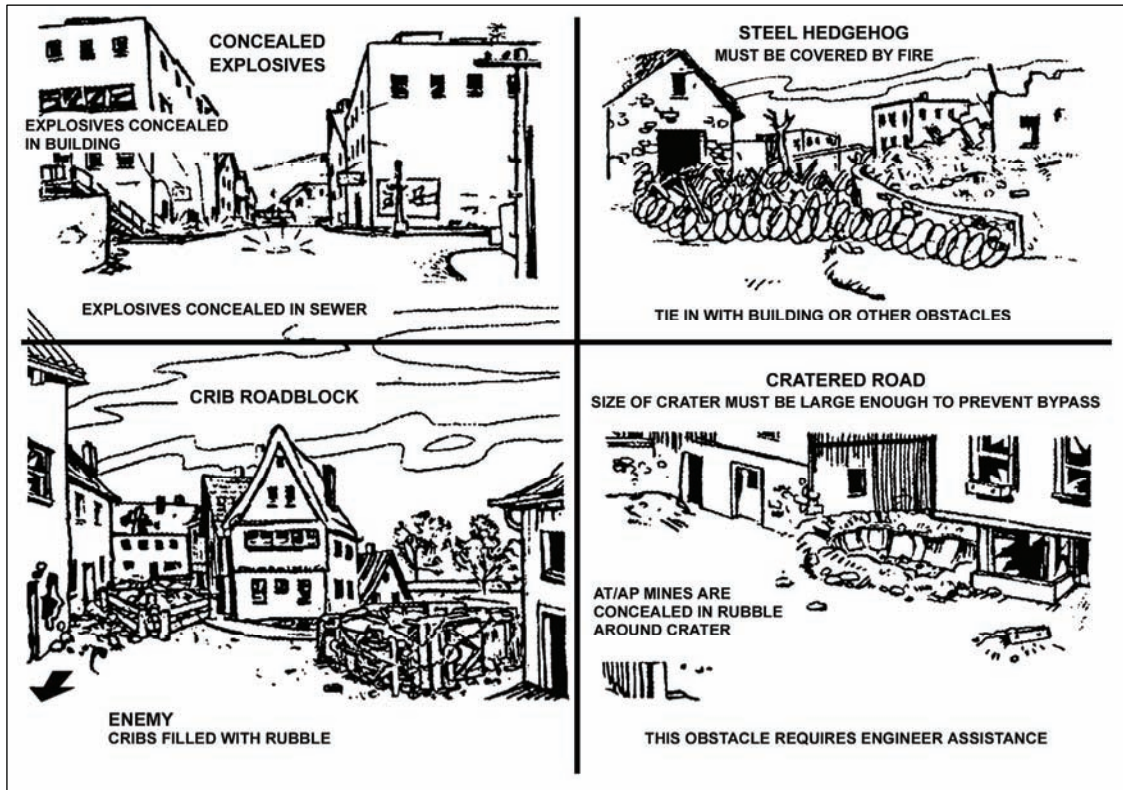 CONCEALED
EXPLOSIVES
EXPLOSIVES CONCEALED
IN BUILDING
EXPLOSIVES CONCEALED IN SEWER
STEEL HEDGEHOG
MUST BE COVERED BY FIRE
TIE IN WITH BUILDING OR OTHER OBSTACLES
CRIB ROADBLOCK
ENEMY
CRIBS FILLED WITH RUBBLE
CRATERED ROAD
SIZE OF CRATER MUST BE LARGE ENOUGH TO PREVENT BYPASS
AT/AP MINES ARE
CONCEALED IN RUBBLE
AROUND CRATER
THIS OBSTACLE REQUIRES ENGINEER ASSISTANCE